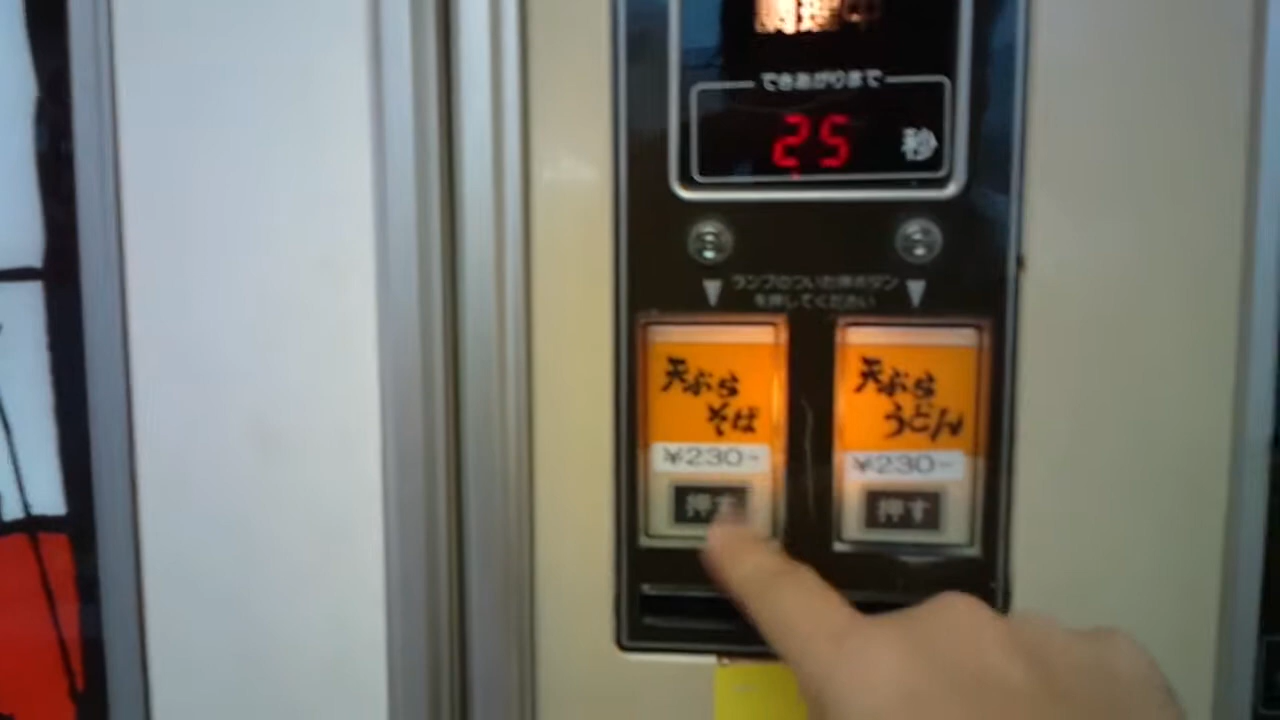 できあがりまで
25 秒
ランプのついた押ボタン
を押してください
天ぷら
そば
¥230-
押す
天ぷら
うどん
¥230-
押す